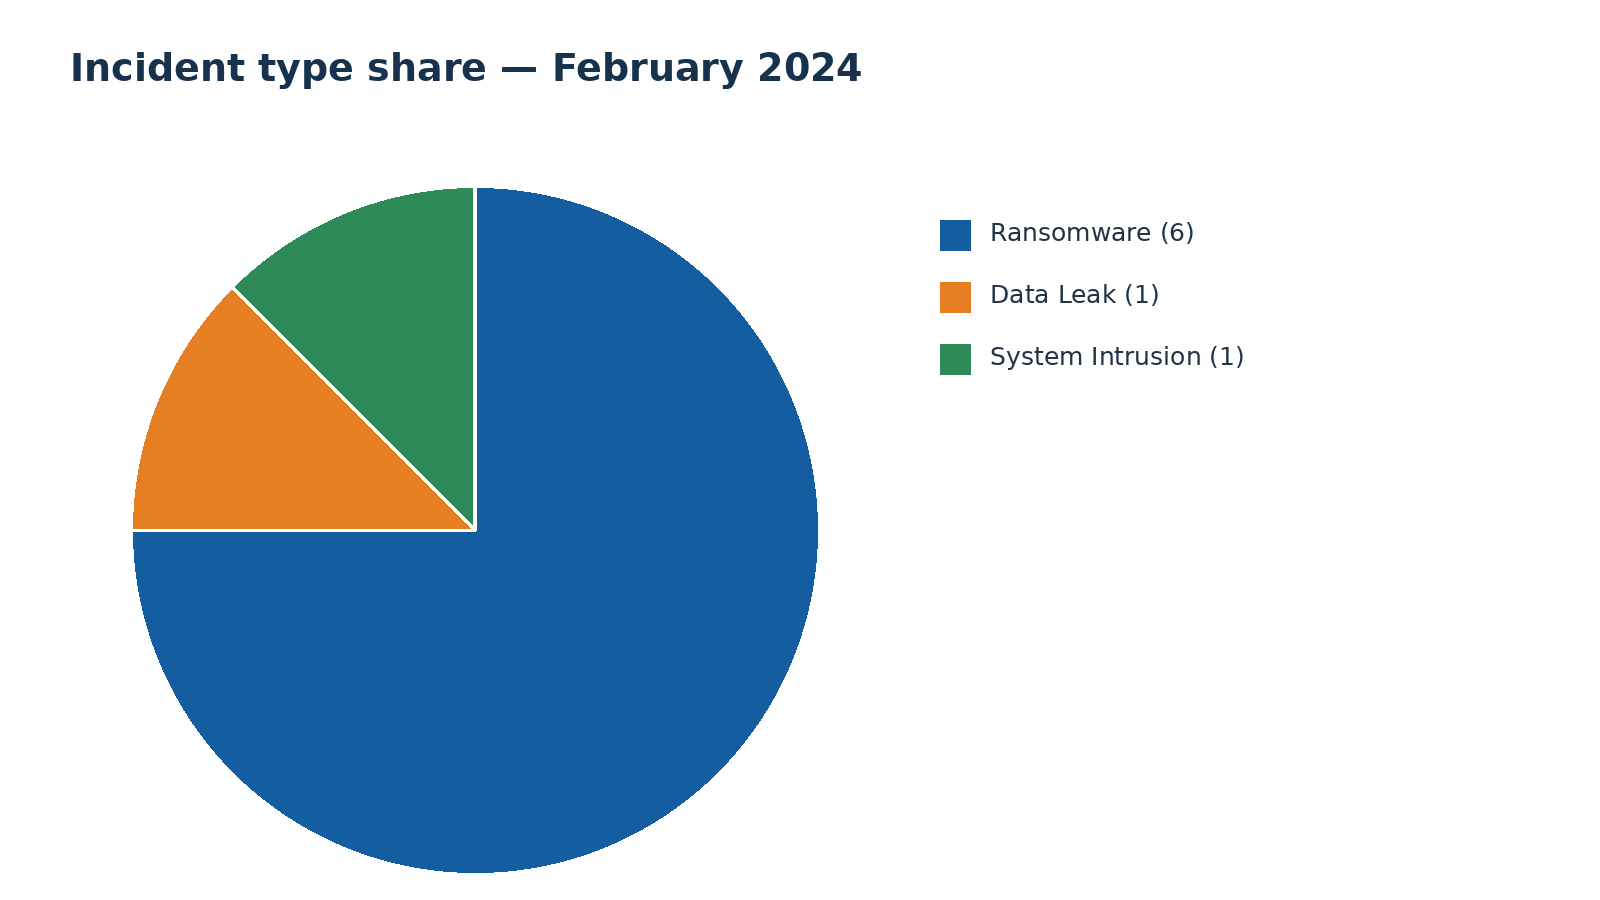 Incident type share — February 2024
Ransomware (6)
Data Leak (1)
System Intrusion (1)